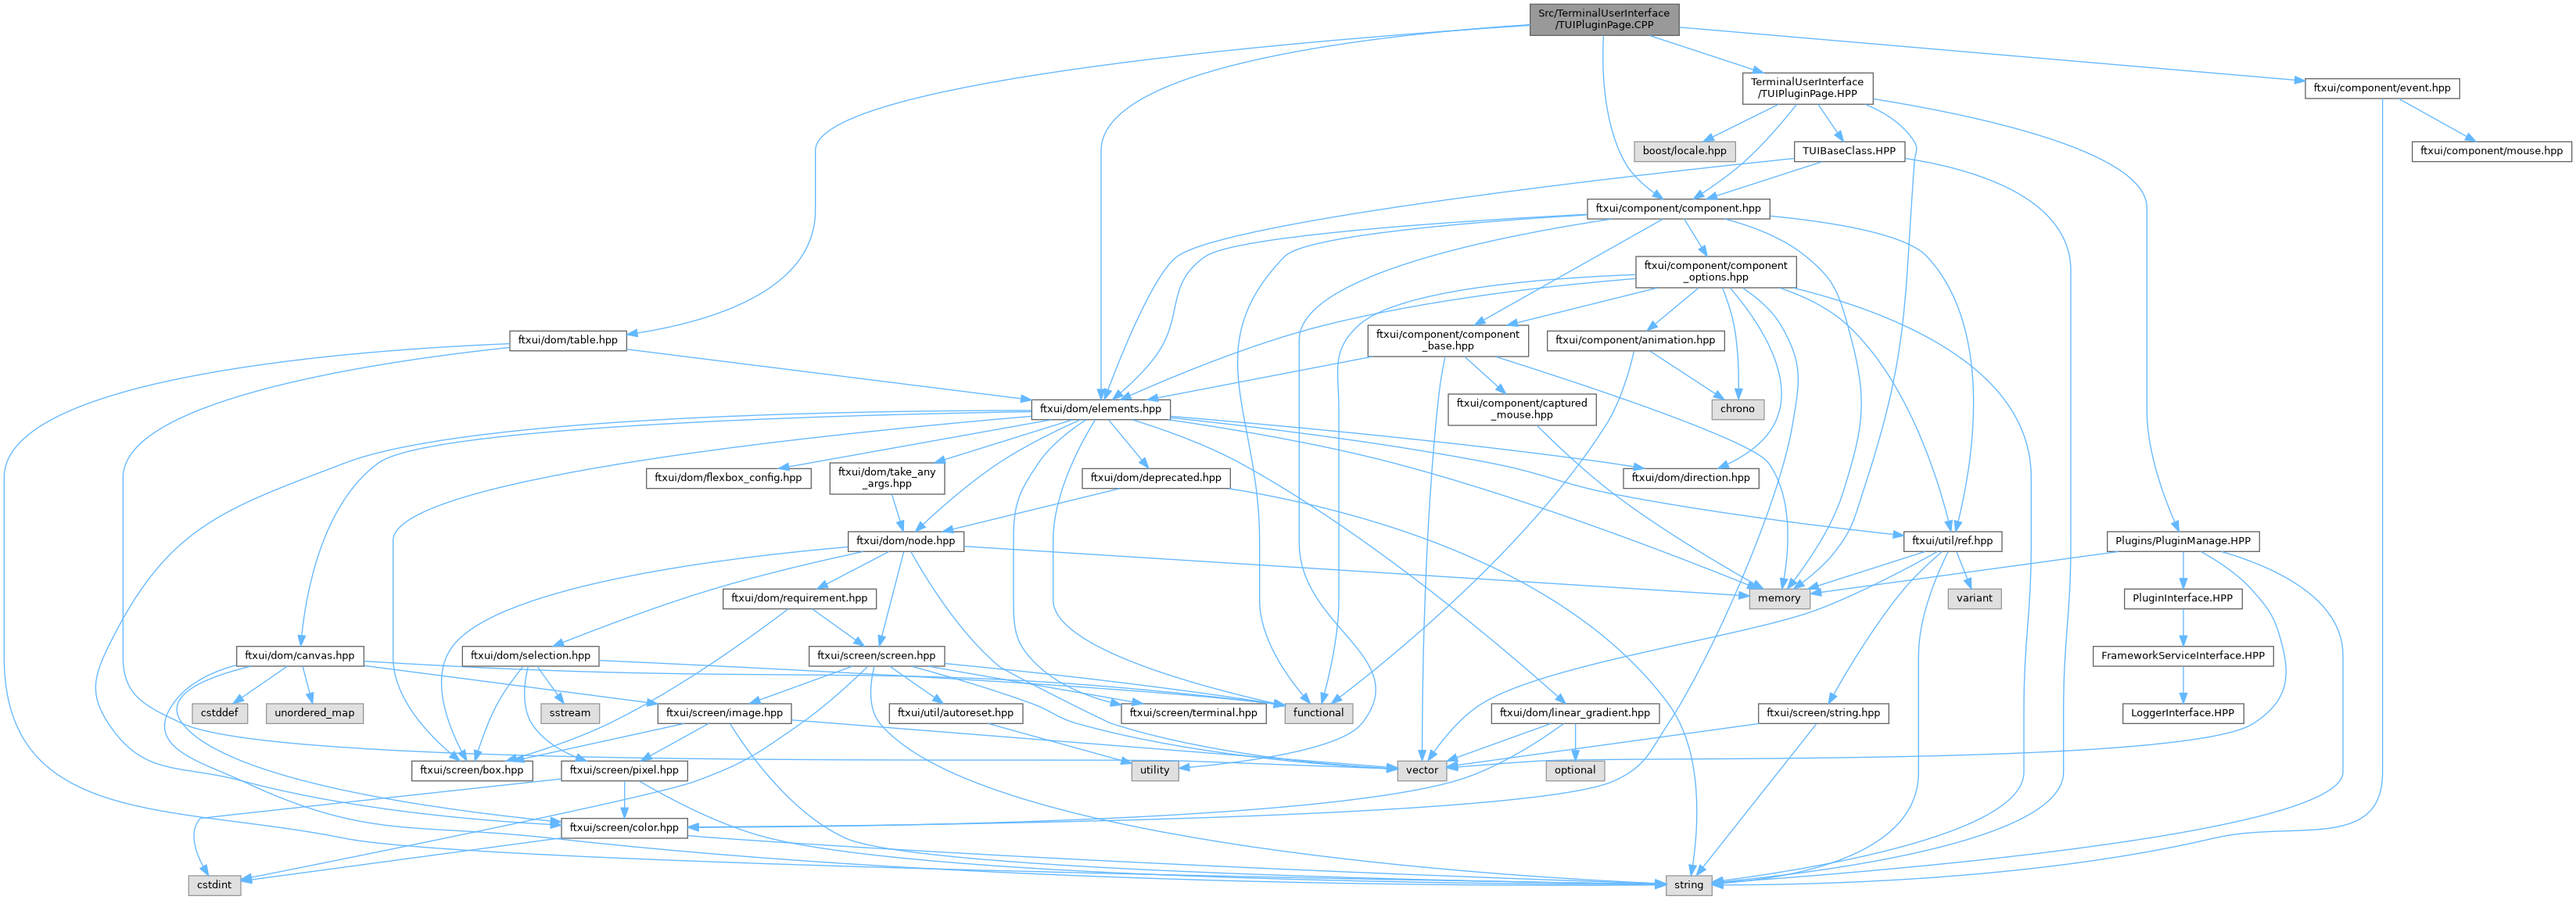 Src/TerminalUserInterface
/TUIPluginPage.CPP
TerminalUserInterface
/TUIPluginPage.HPP
ftxui/component/event.hpp
boost/locale.hpp
TUIBaseClass.HPP
ftxui/component/mouse.hpp
ftxui/component/component.hpp
ftxui/component/component
_options.hpp
ftxui/dom/table.hpp
ftxui/component/component
_base.hpp
ftxui/component/animation.hpp
ftxui/dom/elements.hpp
ftxui/component/captured
_mouse.hpp
chrono
ftxui/dom/flexbox_config.hpp
ftxui/dom/take_any
_args.hpp
ftxui/dom/deprecated.hpp
ftxui/dom/direction.hpp
ftxui/dom/node.hpp
ftxui/util/ref.hpp
Plugins/PluginManage.HPP
ftxui/dom/requirement.hpp
memory
variant
PluginInterface.HPP
ftxui/dom/canvas.hpp
ftxui/dom/selection.hpp
ftxui/screen/screen.hpp
FrameworkServiceInterface.HPP
cstddef
unordered_map
sstream
ftxui/screen/image.hpp
ftxui/util/autoreset.hpp
ftxui/screen/terminal.hpp
functional
ftxui/dom/linear_gradient.hpp
ftxui/screen/string.hpp
LoggerInterface.HPP
ftxui/screen/box.hpp
ftxui/screen/pixel.hpp
utility
vector
optional
ftxui/screen/color.hpp
cstdint
string